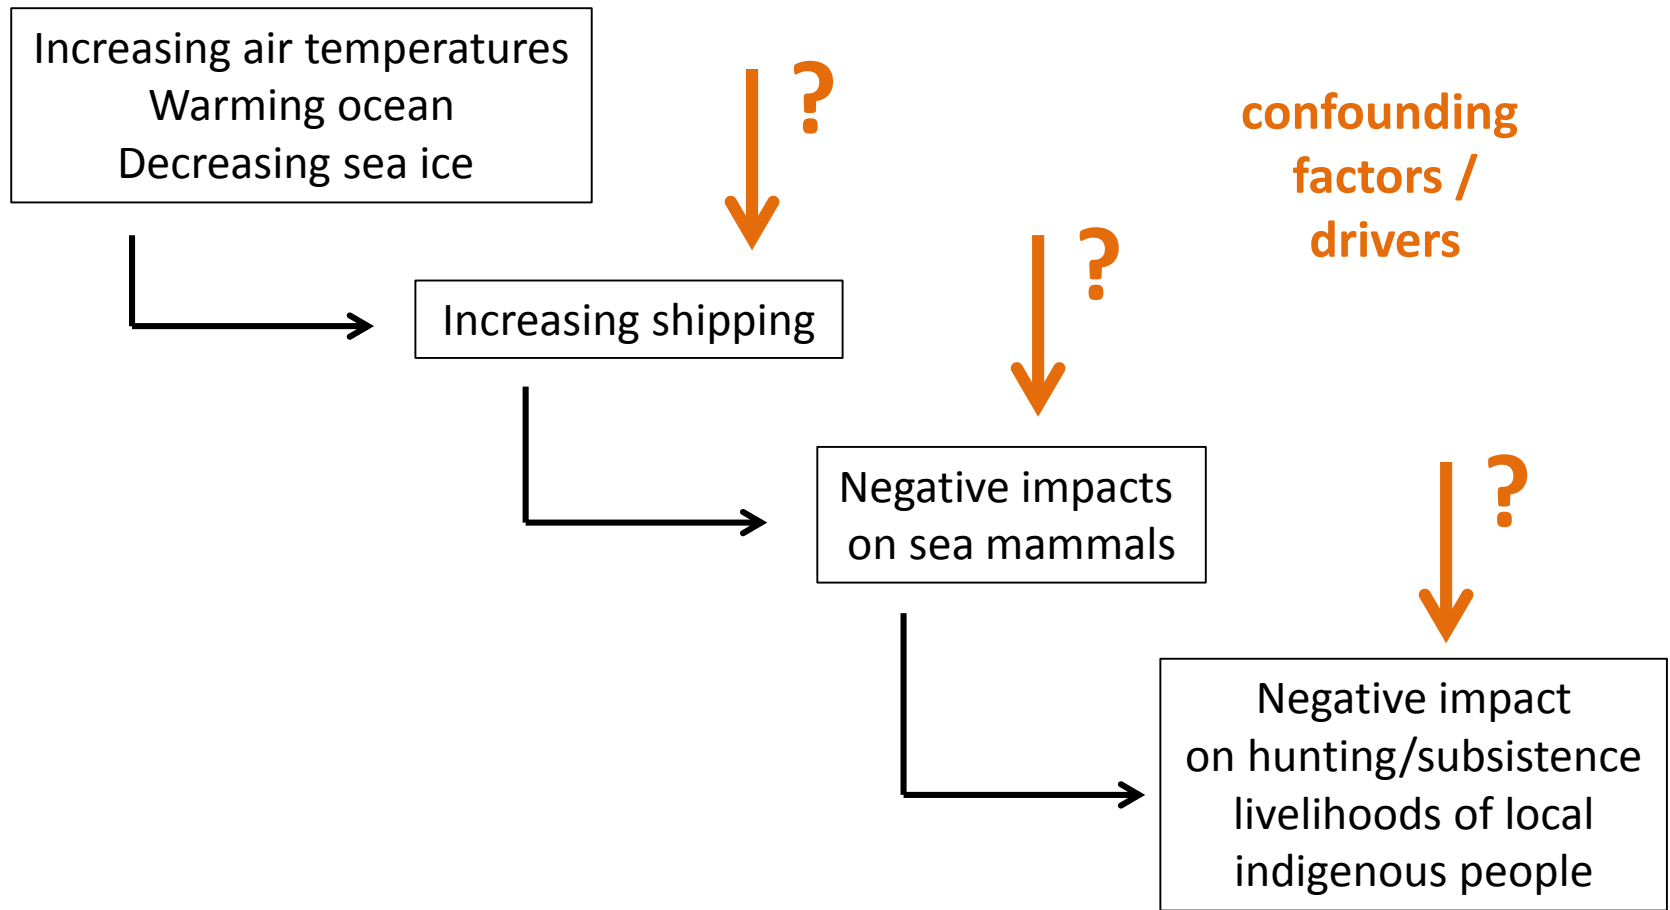 Increasing air temperatures
Warming ocean
Decreasing sea ice
?
confounding
factors /
drivers
?
Increasing shipping
Negative impacts
on sea mammals
?
Negative impact
on hunting/subsistence
livelihoods of local
indigenous people